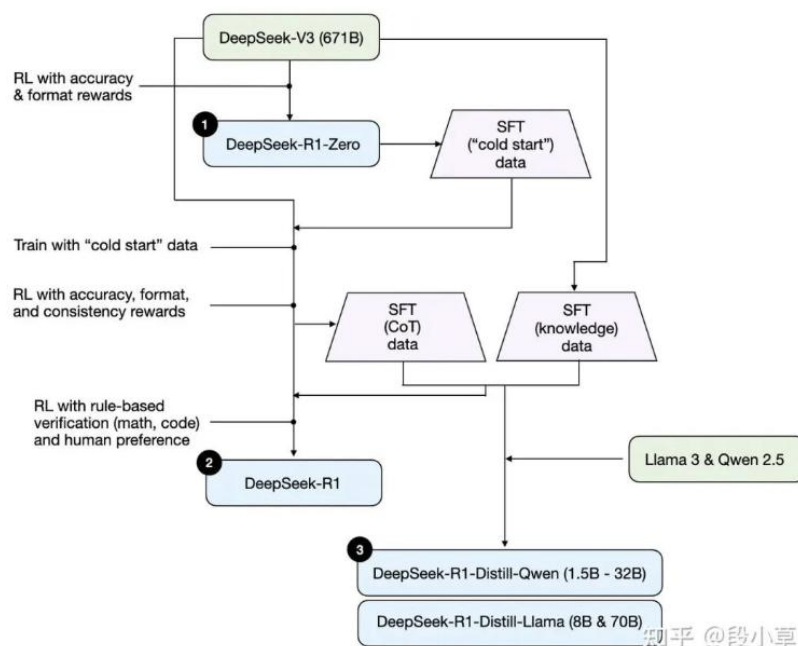 DeepSeek-V3 (671B)
RL with accuracy
& format rewards
1
DeepSeek-R1-Zero
SFT
("cold start")
data
Train with "cold start" data
RL with accuracy, format,
and consistency rewards
SFT
(CoT)
data
SFT
(knowledge)
data
RL with rule-based
verification (math, code)
and human preference
2
DeepSeek-R1
Llama 3 & Qwen 2.5
3
DeepSeek-R1-Distill-Qwen (1.5B - 32B)
DeepSeek-R1-Distill-Llama (8B & 70B)
知乎 @段小草